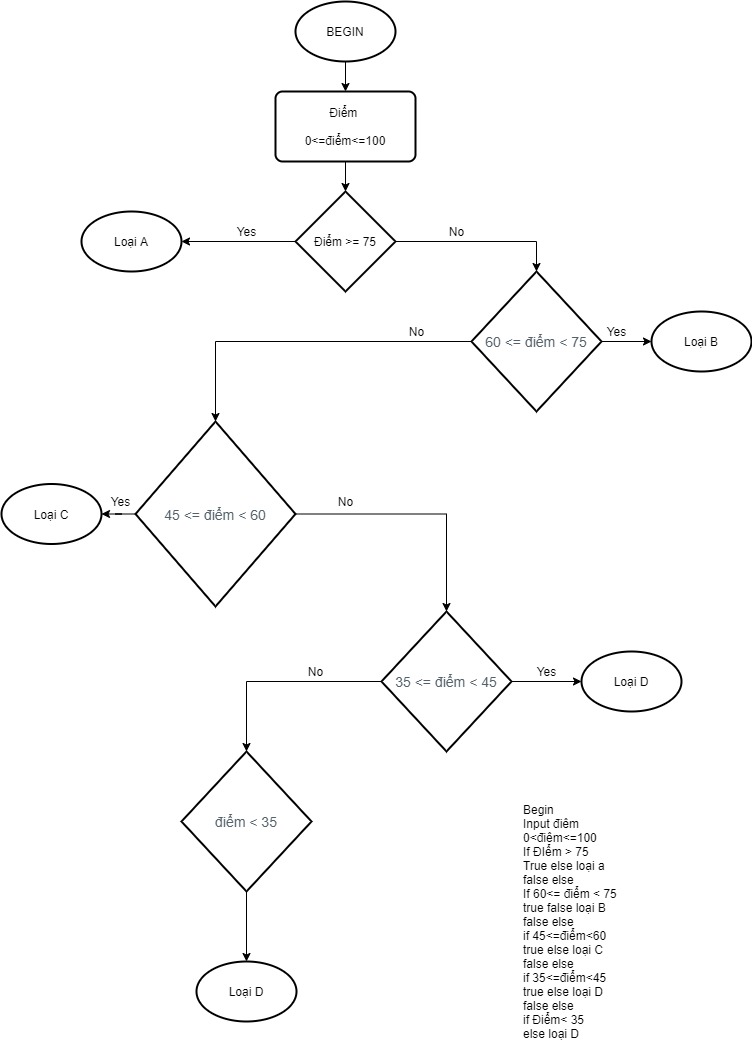 BEGIN
Điểm
0<=điểm<=100
Điểm >= 75
Yes
No
Loại A
60 <= điểm < 75
Yes
No
Loại B
45 <= điểm < 60
Yes
No
Loại C
35 <= điểm < 45
Yes
No
Loại D
điểm < 35
Loại D
Begin
Input điêm
0<điêm<=100
If ĐIểm > 75
True else loại a
false else
If 60<= điểm < 75
true false loại B
false else
if 45<=điểm<60
true else loại C
false else
if 35<=điểm<45
true else loại D
false else
if Điểm< 35
else loại D